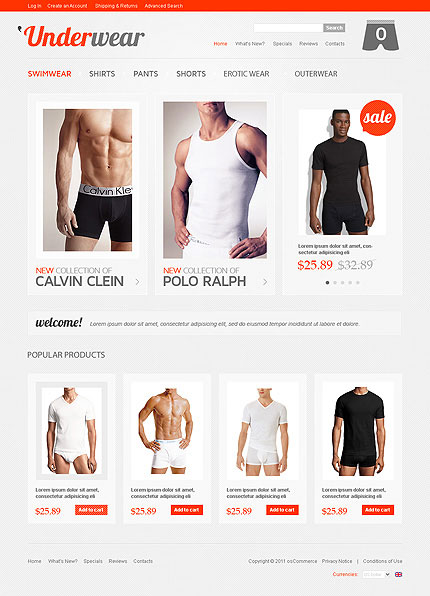 Log In Create an Account Shipping & Returns Advanced Search
Underwear
Search
Home What's New? Specials Reviews Contacts
0
SWIMWEAR SHIRTS PANTS SHORTS EROTIC WEAR OUTERWEAR
sale
Calvin Kle
NEW COLLECTION OF
CALVIN CLEIN
NEW COLLECTION OF
POLO RALPH
Lorem ipsum dolor sit amet, con-
sectetur adipisicing eli
$25.89 $32.89
welcome! Lorem ipsum dolor sit amet, consectetur adipisicing elit, sed do eiusmod tempor incididunt ut labore et dolore.
POPULAR PRODUCTS
Lorem ipsum dolor sit amet,
consectetur adipisicing eli
$25.89 Add to cart
Lorem ipsum dolor sit amet,
consectetur adipisicing eli
$25.89 Add to cart
Lorem ipsum dolor sit amet,
consectetur adipisicing eli
$25.89 Add to cart
Lorem ipsum dolor sit amet,
consectetur adipisicing eli
$25.89 Add to cart
Home What's New? Specials Reviews Contacts
Copyright © 2011 osCommerce Privacy Notice | Conditions of Use
Currencies: